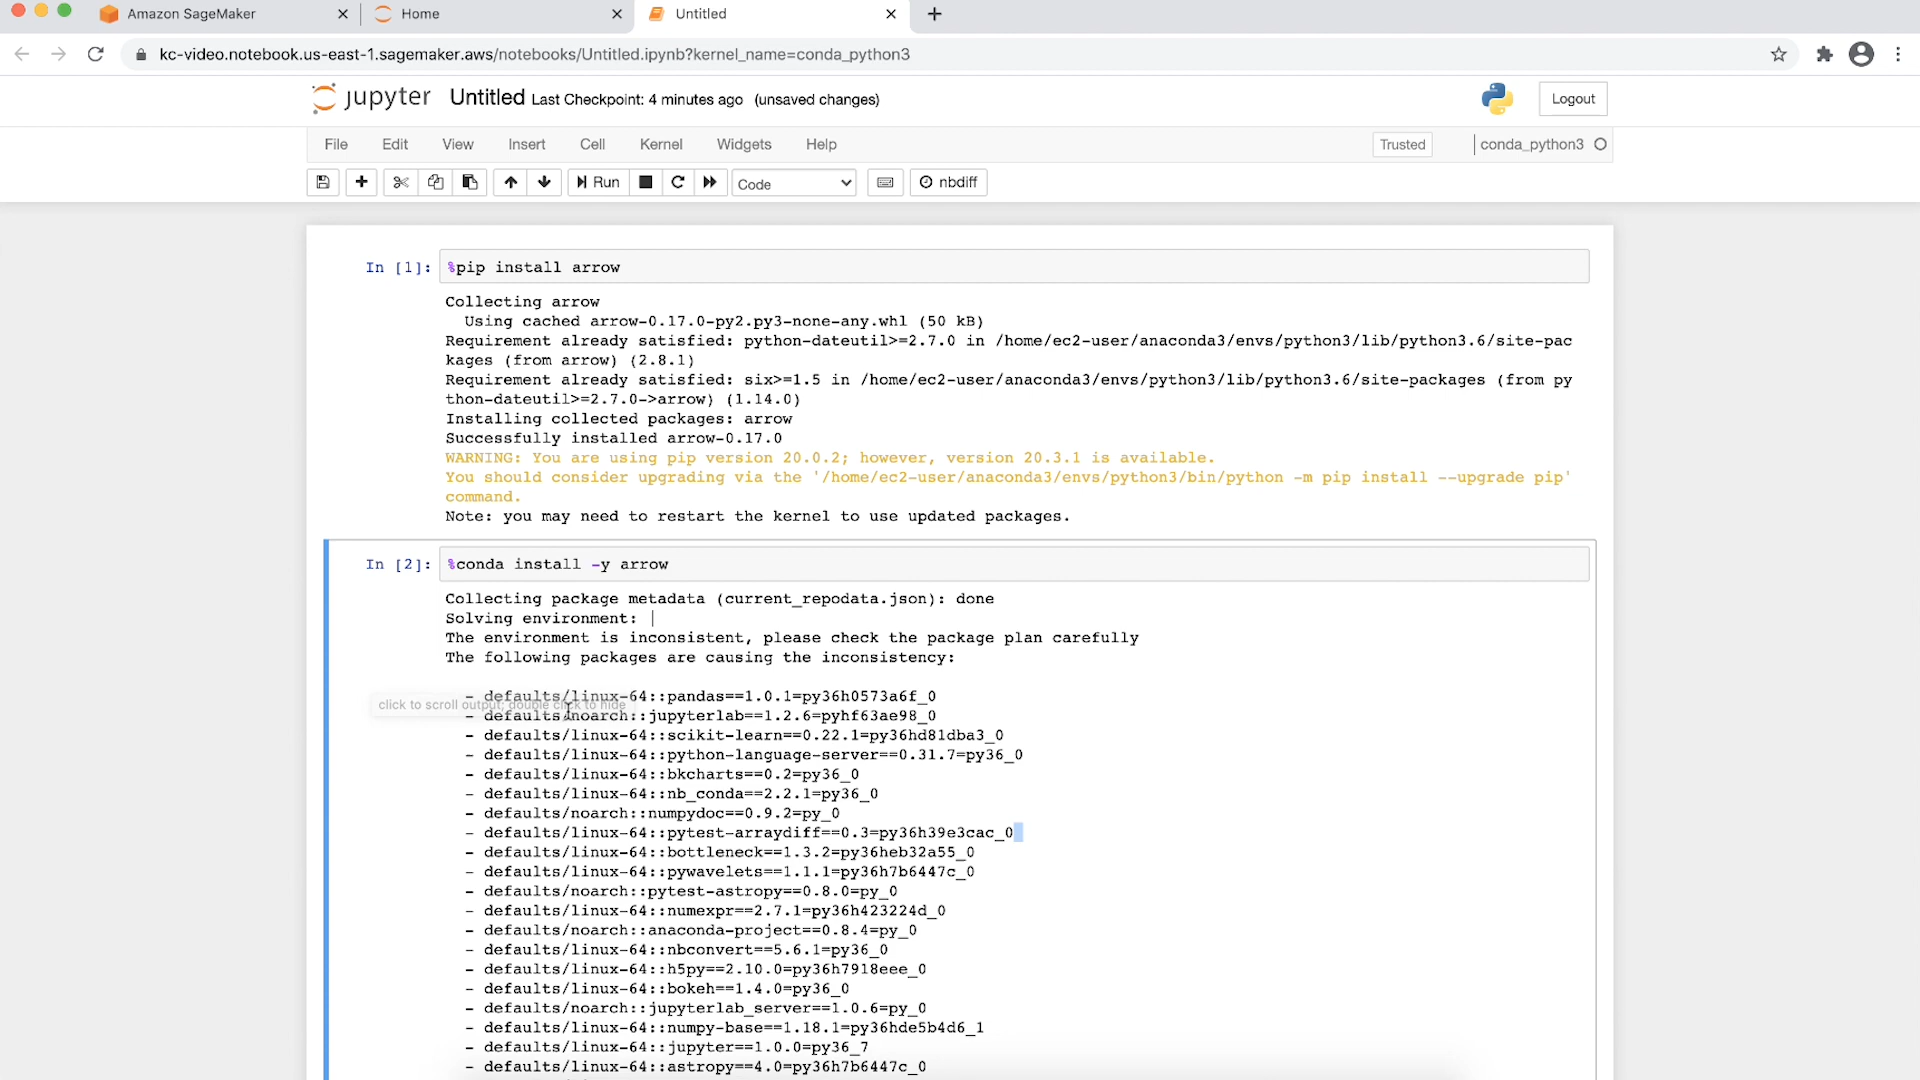 Amazon SageMaker
Home
Untitled
kc-video.notebook.us-east-1.sagemaker.aws/notebooks/Untitled.ipynb?kernel_name=conda_python3
jupyter Untitled Last Checkpoint: 4 minutes ago (unsaved changes)
Logout
File Edit View Insert Cell Kernel Widgets Help
Trusted
conda_python3
Run
Code
nbdiff
In [1]: %pip install arrow
Collecting arrow
Using cached arrow-0.17.0-py2.py3-none-any.whl (50 kB)
Requirement already satisfied: python-dateutil>=2.7.0 in /home/ec2-user/anaconda3/envs/python3/lib/python3.6/site-pac
kages (from arrow) (2.8.1)
Requirement already satisfied: six>=1.5 in /home/ec2-user/anaconda3/envs/python3/lib/python3.6/site-packages (from py
thon-dateutil>=2.7.0->arrow) (1.14.0)
Installing collected packages: arrow
Successfully installed arrow-0.17.0
WARNING: You are using pip version 20.0.2; however, version 20.3.1 is available.
You should consider upgrading via the '/home/ec2-user/anaconda3/envs/python3/bin/python -m pip install --upgrade pip'
command.
Note: you may need to restart the kernel to use updated packages.
In [2]: %conda install -y arrow
Collecting package metadata (current_repodata.json): done
Solving environment: |
The environment is inconsistent, please check the package plan carefully
The following packages are causing the inconsistency:
- defaults/linux-64::pandas==1.0.1=py36h0573a6f_0
click to scroll output; double click to hide
- defaults/noarch::jupyterlab==1.2.6=pyhf63ae98_0
- defaults/linux-64::scikit-learn==0.22.1=py36hd81dba3_0
- defaults/linux-64::python-language-server==0.31.7=py36_0
- defaults/linux-64::bkcharts==0.2=py36_0
- defaults/linux-64::nb_conda==2.2.1=py36_0
- defaults/noarch::numpydoc==0.9.2=py_0
- defaults/linux-64::pytest-arraydiff==0.3=py36h39e3cac_0
- defaults/linux-64::bottleneck==1.3.2=py36heb32a55_0
- defaults/linux-64::pywavelets==1.1.1=py36h7b6447c_0
- defaults/noarch::pytest-astropy==0.8.0=py_0
- defaults/linux-64::numexpr==2.7.1=py36h423224d_0
- defaults/noarch::anaconda-project==0.8.4=py_0
- defaults/linux-64::nbconvert==5.6.1=py36_0
- defaults/linux-64::h5py==2.10.0=py36h7918eee_0
- defaults/linux-64::bokeh==1.4.0=py36_0
- defaults/noarch::jupyterlab_server==1.0.6=py_0
- defaults/linux-64::numpy-base==1.18.1=py36hde5b4d6_1
- defaults/linux-64::jupyter==1.0.0=py36_7
- defaults/linux-64::astropy==4.0=py36h7b6447c_0